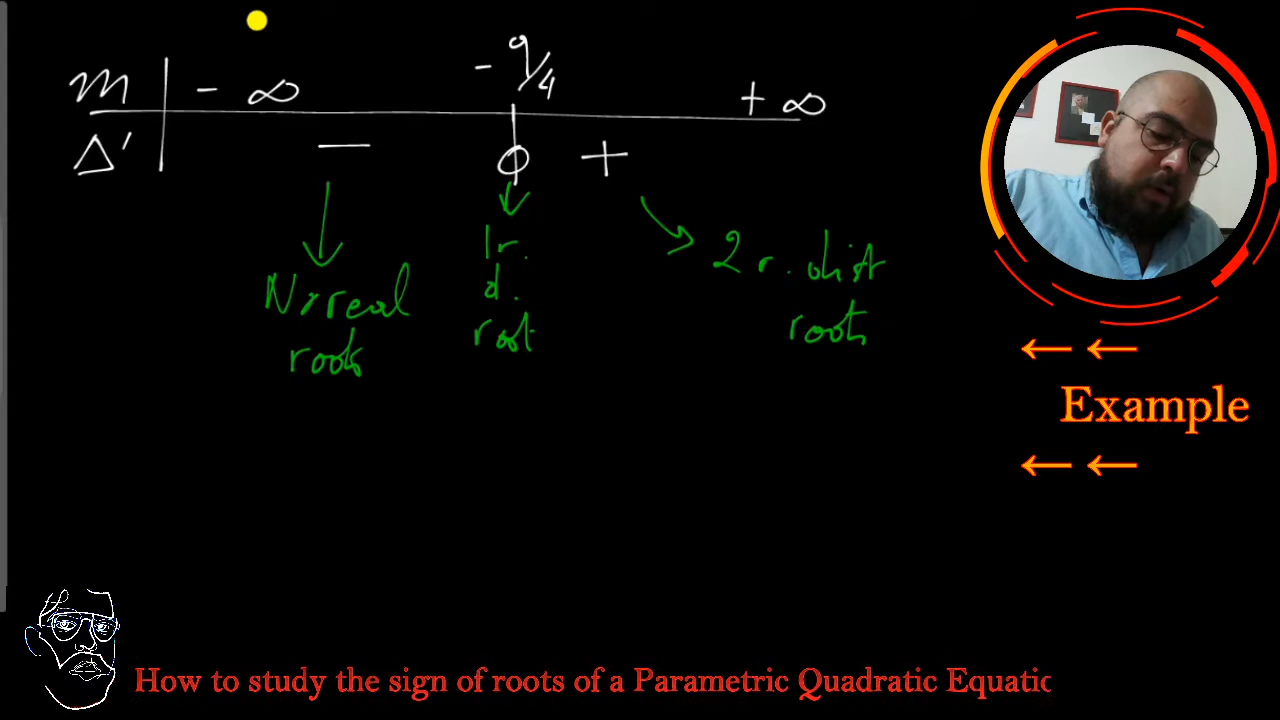 m - ∞ - 9/4 + ∞
Δ' — 0 +
No real
roots
1 r.
d.
root
2 r. dist
roots
← ←
Example
← ←
How to study the sign of roots of a Parametric Quadratic Equatic